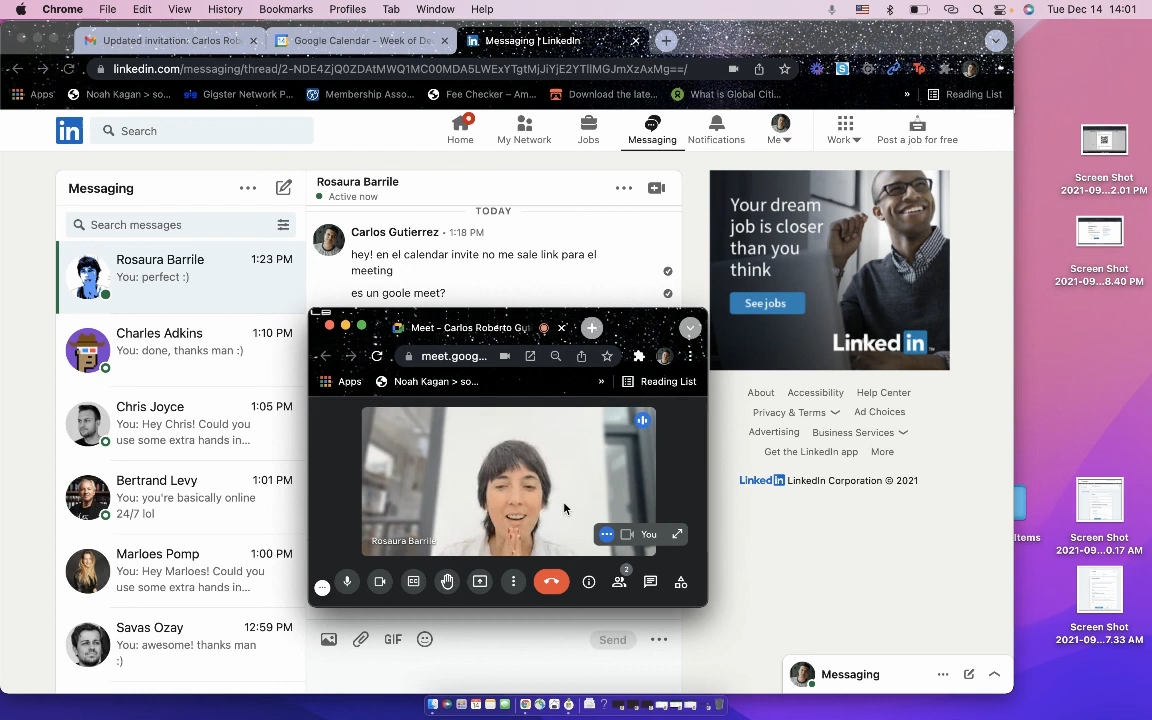 Chrome File Edit View History Bookmarks Profiles Tab Window Help Tue Dec 14 14:01
Updated invitation: Carlos Rob
Google Calendar - Week of De
Messaging | LinkedIn
linkedin.com/messaging/thread/2-NDE4ZjQ0ZDAtMWQ1MC00MDA5LWExYTgtMjJiYjE2YTllMGJmXzAxMg==/
Apps Noah Kagan > so... Gigster Network P... Membership Asso... Fee Checker – Am... Download the late... What is Global Citi... » Reading List
Search
Home My Network Jobs Messaging Notifications Me Work Post a job for free
Messaging
Search messages
Rosaura Barrile 1:23 PM
You: perfect :)
Charles Adkins 1:10 PM
You: done, thanks man :)
Chris Joyce 1:05 PM
You: Hey Chris! Could you
use some extra hands in...
Bertrand Levy 1:01 PM
You: you're basically online
24/7 lol
Marloes Pomp 1:00 PM
You: Hey Marloes! Could you
use some extra hands in...
Savas Ozay 12:59 PM
You: awesome! thanks man
:)
Rosaura Barrile
Active now
TODAY
Carlos Gutierrez • 1:18 PM
hey! en el calendar invite no me sale link para el
meeting
es un goole meet?
Meet – Carlos Roberto Gut
meet.goog...
Apps Noah Kagan > so... » Reading List
Rosaura Barrile
You
2
GIF
Send
Your dream
job is closer
than you
think
See jobs
Linked in
About Accessibility Help Center
Privacy & Terms Ad Choices
Advertising Business Services
Get the LinkedIn app More
Linked in LinkedIn Corporation © 2021
Messaging
Screen Shot
2021-09...2.01 PM
Screen Shot
2021-09...8.40 PM
Items
Screen Shot
2021-09...0.17 AM
Screen Shot
2021-09...7.33 AM